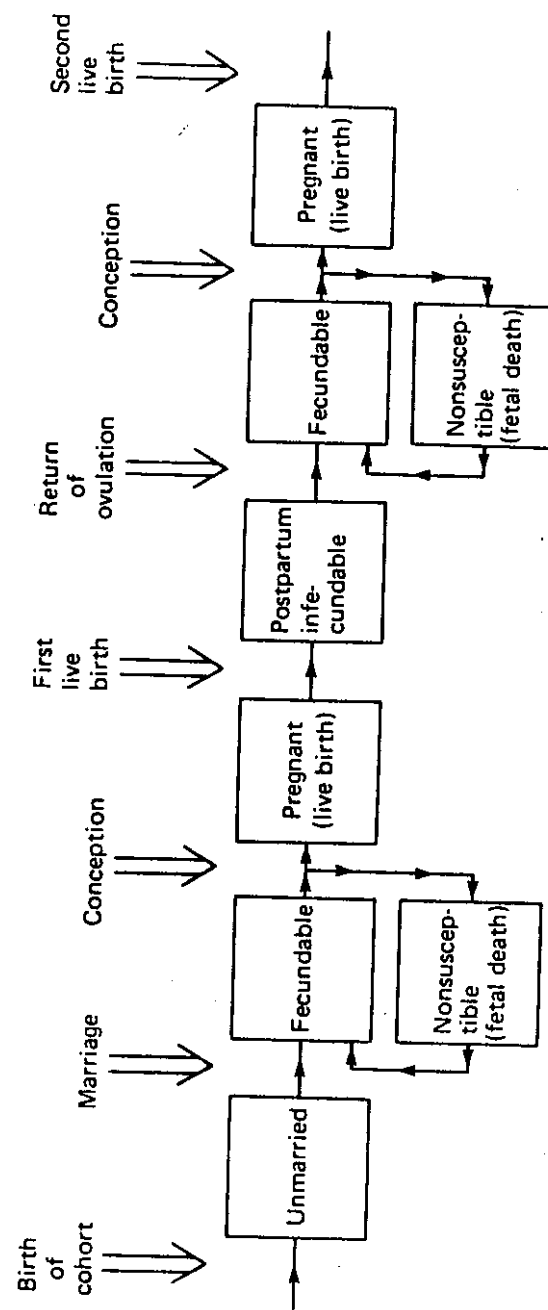 Birth
of
cohort
Marriage
Conception
First
live
birth
Return
of
ovulation
Conception
Second
live
birth
Unmarried
Fecundable
Pregnant
(live birth)
Postpartum
infe-
cundable
Fecundable
Pregnant
(live birth)
Nonsuscep-
tible
(fetal death)
Nonsuscep-
tible
(fetal death)